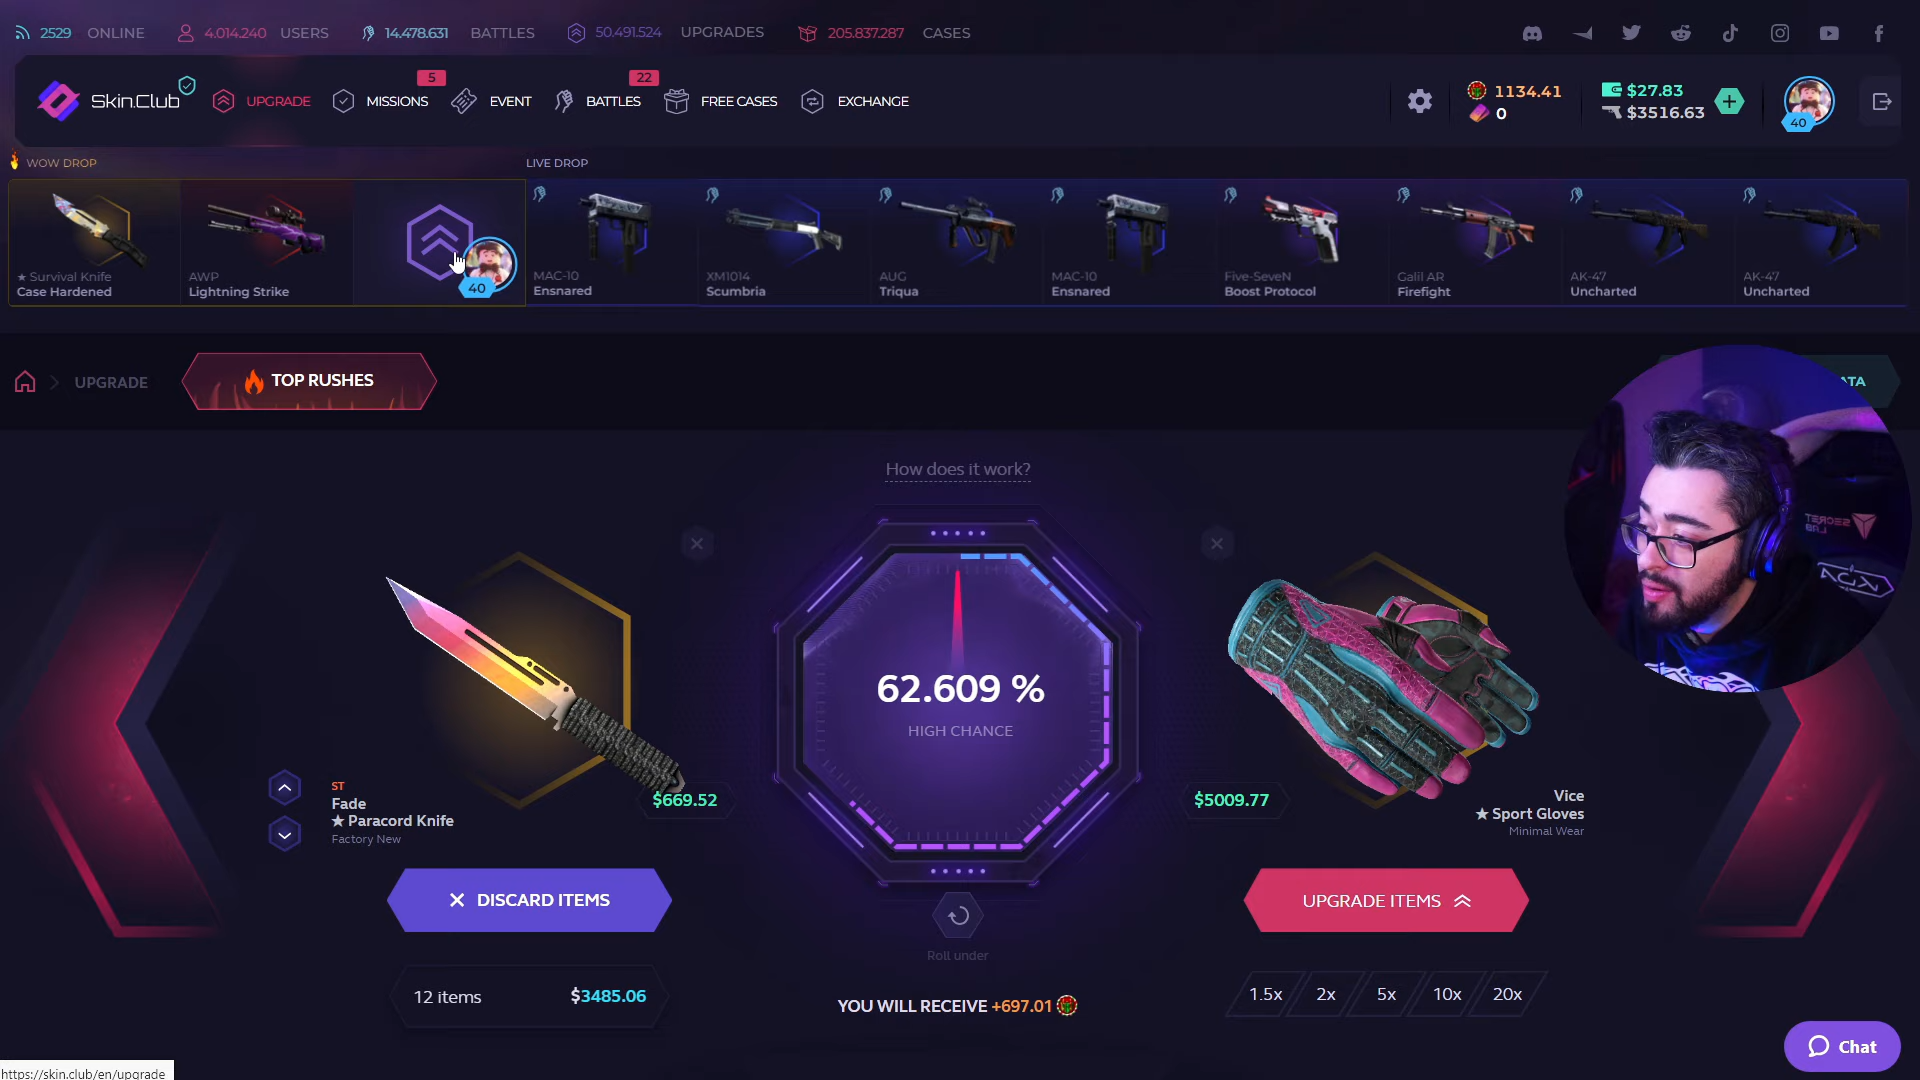 2529 ONLINE 4.014.240 USERS 14.478.631 BATTLES 50.491.524 UPGRADES 205.837.287 CASES
Skin.Club UPGRADE MISSIONS 5 EVENT BATTLES 22 FREE CASES EXCHANGE
1134.41 $27.83
0 $3516.63
40
WOW DROP LIVE DROP
★ Survival Knife
Case Hardened
AWP
Lightning Strike
40
MAC-10
Ensnared
XM1014
Scumbria
AUG
Triqua
MAC-10
Ensnared
Five-SeveN
Boost Protocol
Galil AR
Firefight
AK-47
Uncharted
AK-47
Uncharted
UPGRADE TOP RUSHES
How does it work?
SECRET
LAB
62.609 %
HIGH CHANCE
ST
Fade
★ Paracord Knife
Factory New
$669.52
$5009.77
Vice
★ Sport Gloves
Minimal Wear
DISCARD ITEMS
UPGRADE ITEMS
Roll under
12 items $3485.06
YOU WILL RECEIVE +697.01
1.5x 2x 5x 10x 20x
Chat
https://skin.club/en/upgrade